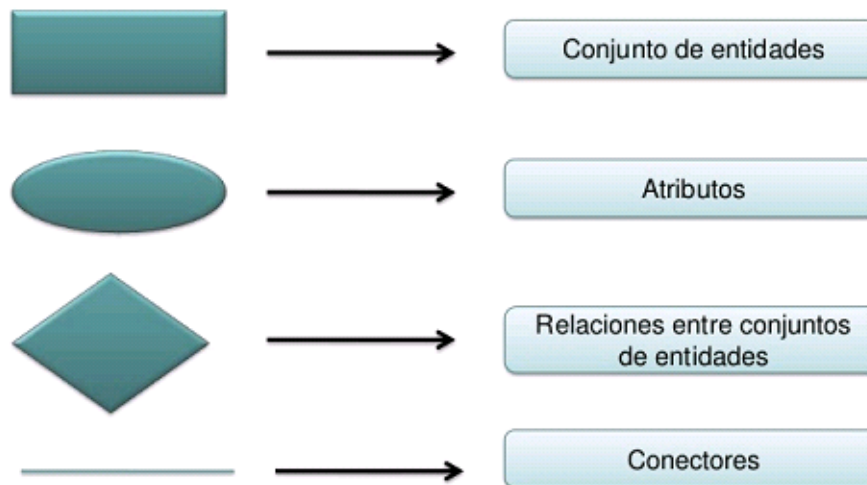 Conjunto de entidades
Atributos
Relaciones entre conjuntos
de entidades
Conectores